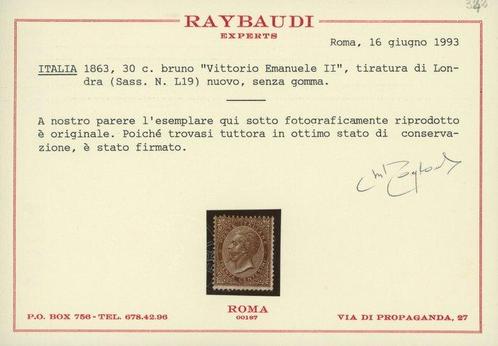 RAYBAUDI
EXPERTS
Roma, 16 giugno 1993
ITALIA 1863, 30 c. bruno "Vittorio Emanuele II", tiratura di Lon-
dra (Sass. N. L19) nuovo, senza gomma.
A nostro parere l'esemplare qui sotto fotograficamente riprodotto
è originale. Poiché trovasi tuttora in ottimo stato di conserva-
zione, è stato firmato.
ROMA
00187
P.O. BOX 756 - TEL. 678.42.96
VIA DI PROPAGANDA, 27